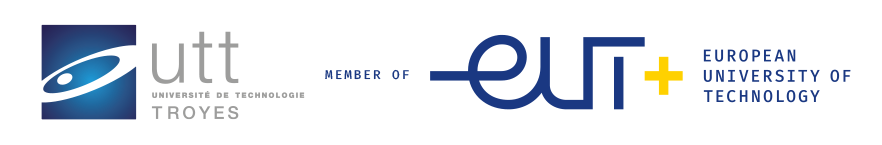 utt
UNIVERSITÉ DE TECHNOLOGIE
TROYES
MEMBER OF
eut+
EUROPEAN
UNIVERSITY OF
TECHNOLOGY